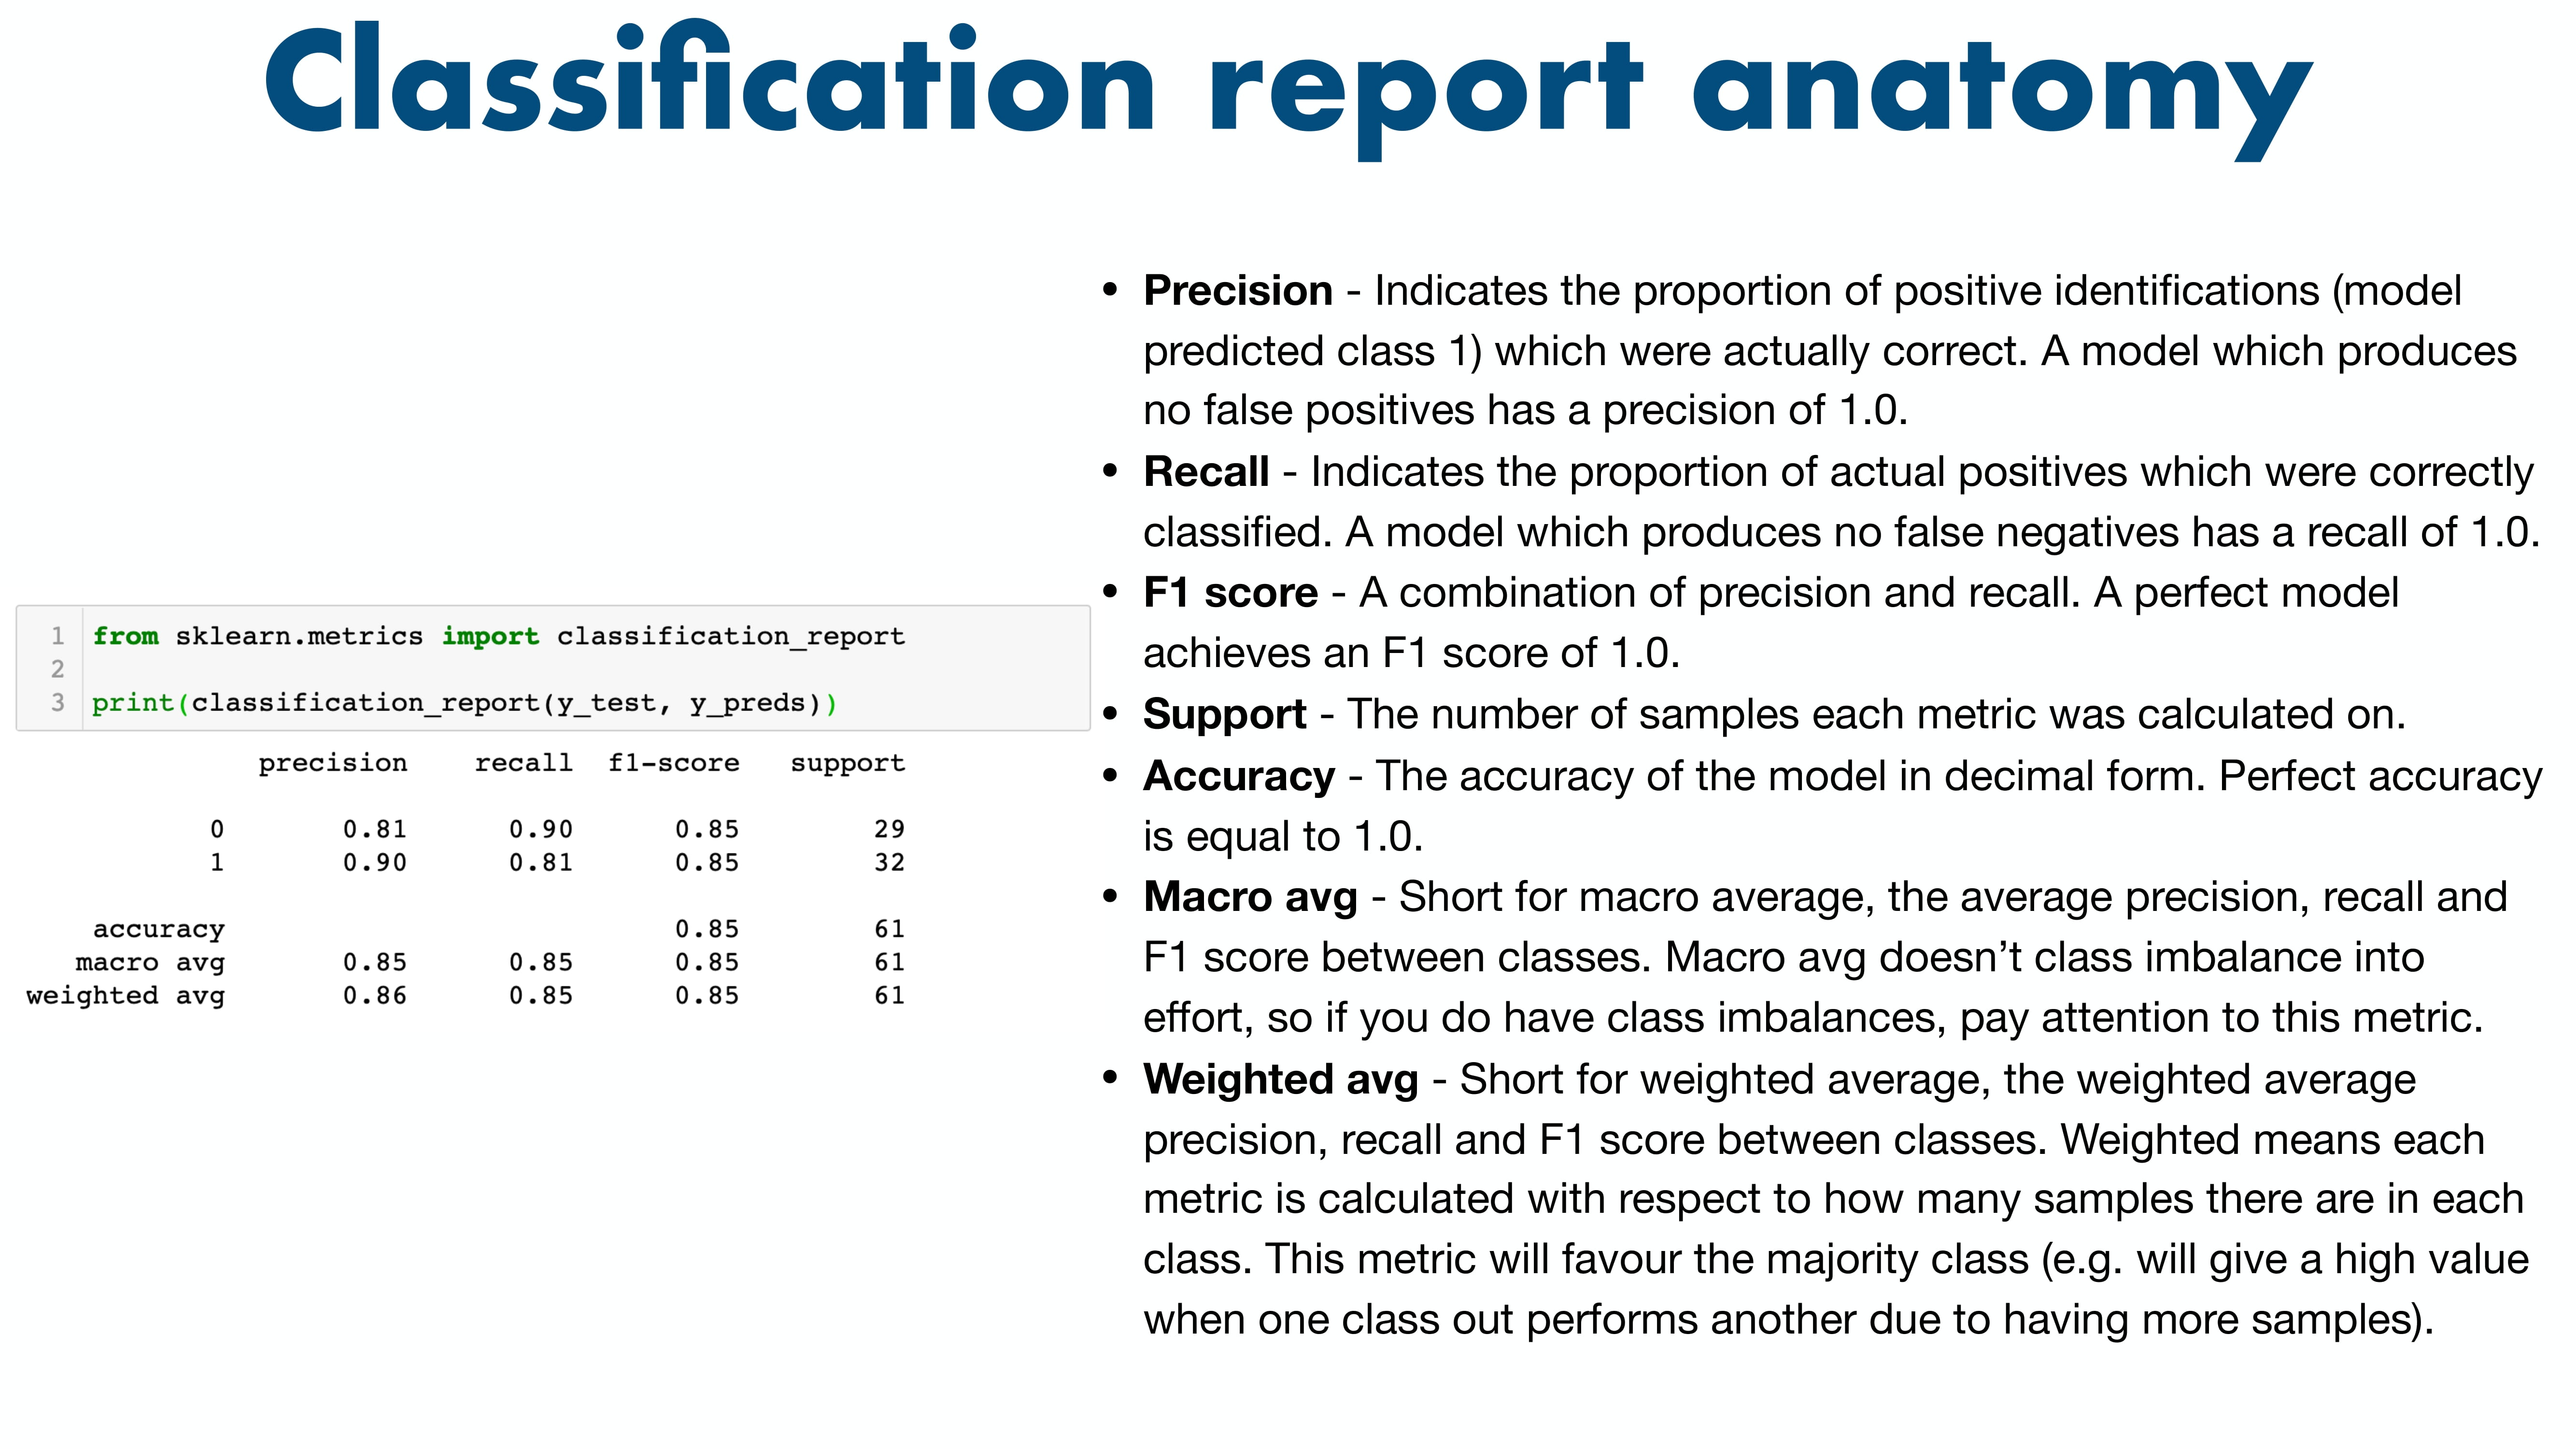 Classification report anatomy
1 from sklearn.metrics import classification_report
2
3 print(classification_report(y_test, y_preds))
precision recall f1-score support
0 0.81 0.90 0.85 29
1 0.90 0.81 0.85 32
accuracy 0.85 61
macro avg 0.85 0.85 0.85 61
weighted avg 0.86 0.85 0.85 61
• Precision - Indicates the proportion of positive identifications (model
predicted class 1) which were actually correct. A model which produces
no false positives has a precision of 1.0.
• Recall - Indicates the proportion of actual positives which were correctly
classified. A model which produces no false negatives has a recall of 1.0.
• F1 score - A combination of precision and recall. A perfect model
achieves an F1 score of 1.0.
• Support - The number of samples each metric was calculated on.
• Accuracy - The accuracy of the model in decimal form. Perfect accuracy
is equal to 1.0.
• Macro avg - Short for macro average, the average precision, recall and
F1 score between classes. Macro avg doesn’t class imbalance into
effort, so if you do have class imbalances, pay attention to this metric.
• Weighted avg - Short for weighted average, the weighted average
precision, recall and F1 score between classes. Weighted means each
metric is calculated with respect to how many samples there are in each
class. This metric will favour the majority class (e.g. will give a high value
when one class out performs another due to having more samples).